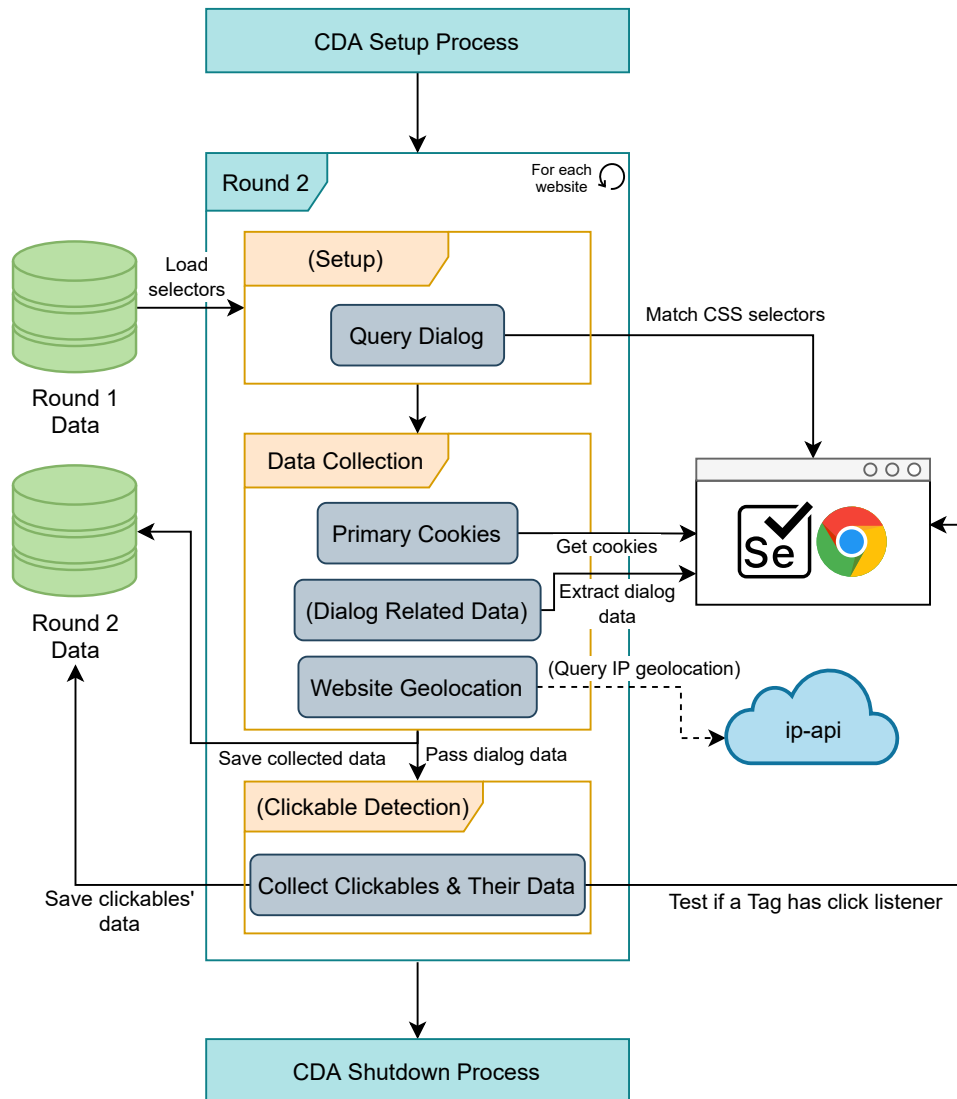 CDA Setup Process
Round 2
For each
website
(Setup)
Load
selectors
Query Dialog
Match CSS selectors
Round 1
Data
Data Collection
Primary Cookies
Get cookies
Se
(Dialog Related Data)
Extract dialog
data
Round 2
Data
Website Geolocation
(Query IP geolocation)
ip-api
Save collected data
Pass dialog data
(Clickable Detection)
Collect Clickables & Their Data
Save clickables'
data
Test if a Tag has click listener
CDA Shutdown Process